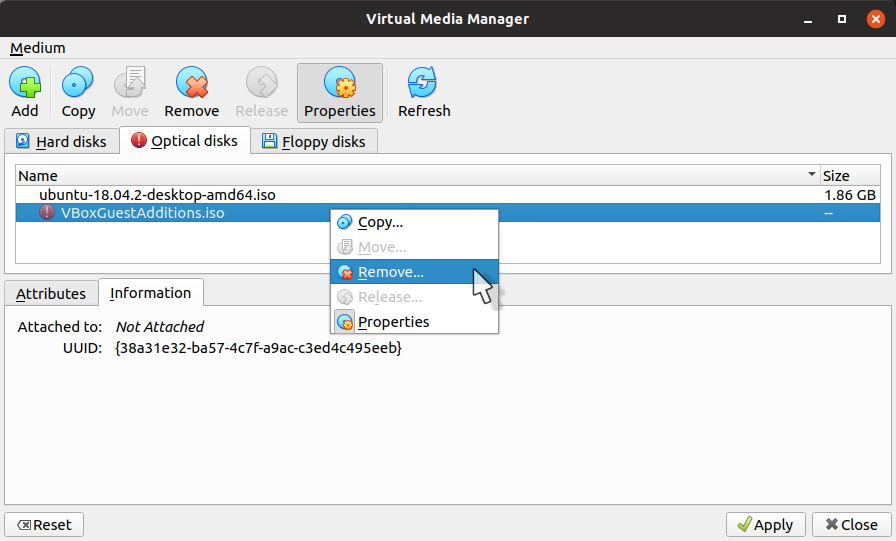 Virtual Media Manager
Medium
Add Copy Move Remove Release Properties Refresh
Hard disks Optical disks Floppy disks
Name Size
ubuntu-18.04.2-desktop-amd64.iso 1.86 GB
VBoxGuestAdditions.iso --
Copy...
Move...
Remove...
Release...
Properties
Attributes Information
Attached to: Not Attached
UUID: {38a31e32-ba57-4c7f-a9ac-c3ed4c495eeb}
Reset Apply Close